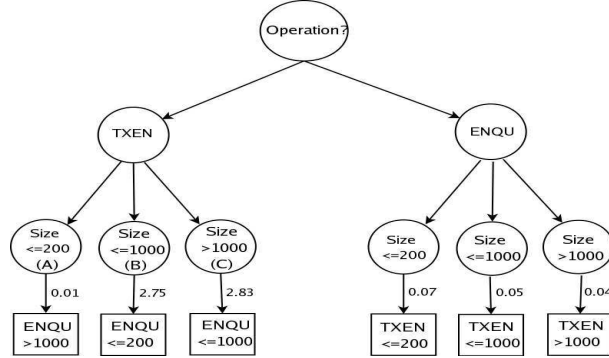 Operation?
TXEN
ENQU
Size
<=200
(A)
Size
<=1000
(B)
Size
>1000
(C)
Size
<=200
Size
<=1000
Size
>1000
0.01
2.75
2.83
0.07
0.05
0.04
ENQU
>1000
ENQU
<=200
ENQU
<=1000
TXEN
<=200
TXEN
<=1000
TXEN
>1000